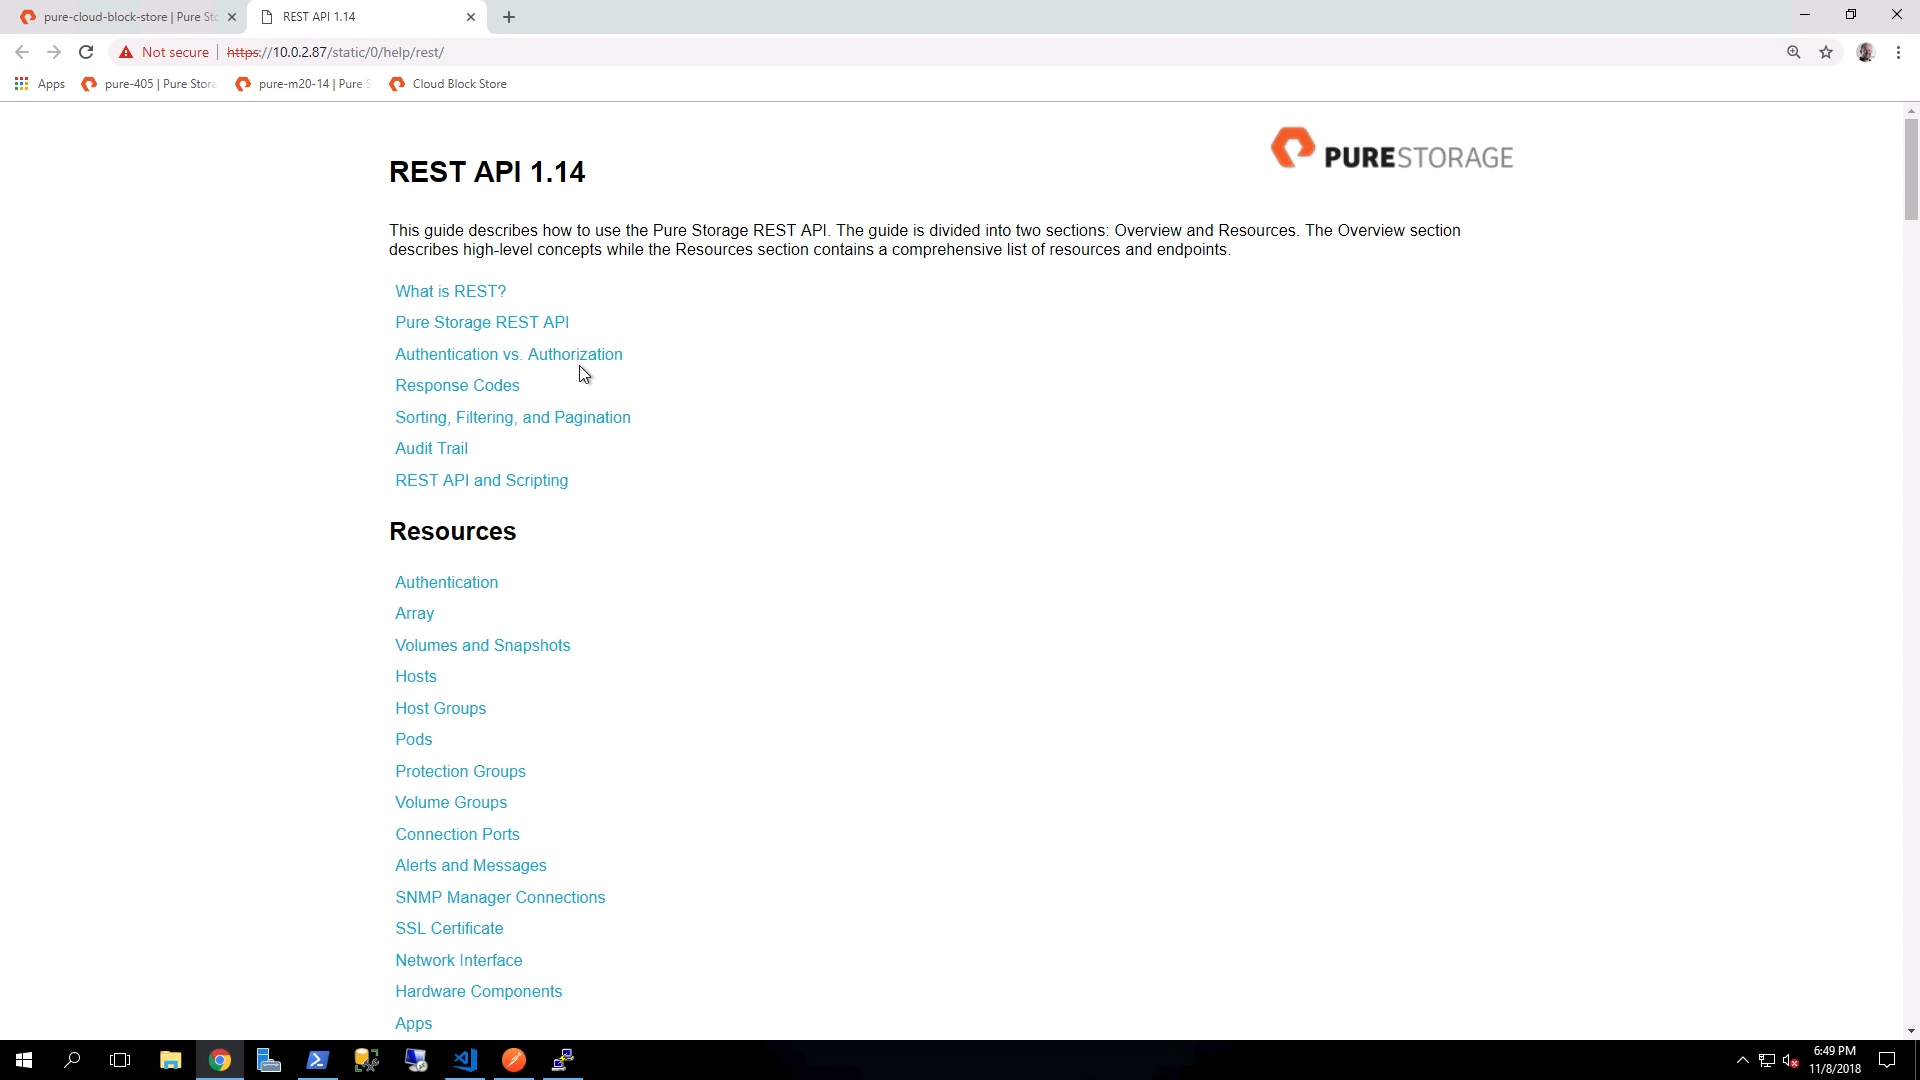 pure-cloud-block-store | Pure Sto
REST API 1.14
Not secure
https://10.0.2.87/static/0/help/rest/
Apps
pure-405 | Pure Stora
pure-m20-14 | Pure S
Cloud Block Store
PURESTORAGE
REST API 1.14
This guide describes how to use the Pure Storage REST API. The guide is divided into two sections: Overview and Resources. The Overview section
describes high-level concepts while the Resources section contains a comprehensive list of resources and endpoints.
What is REST?
Pure Storage REST API
Authentication vs. Authorization
Response Codes
Sorting, Filtering, and Pagination
Audit Trail
REST API and Scripting
Resources
Authentication
Array
Volumes and Snapshots
Hosts
Host Groups
Pods
Protection Groups
Volume Groups
Connection Ports
Alerts and Messages
SNMP Manager Connections
SSL Certificate
Network Interface
Hardware Components
Apps
6:49 PM
11/8/2018